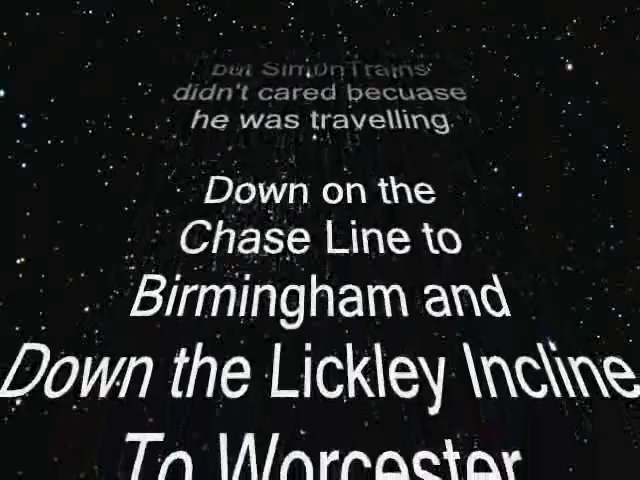 but Sim0nTrains
didn't cared becuase
he was travelling
Down on the
Chase Line to
Birmingham and
Down the Lickley Incline
To Worcester